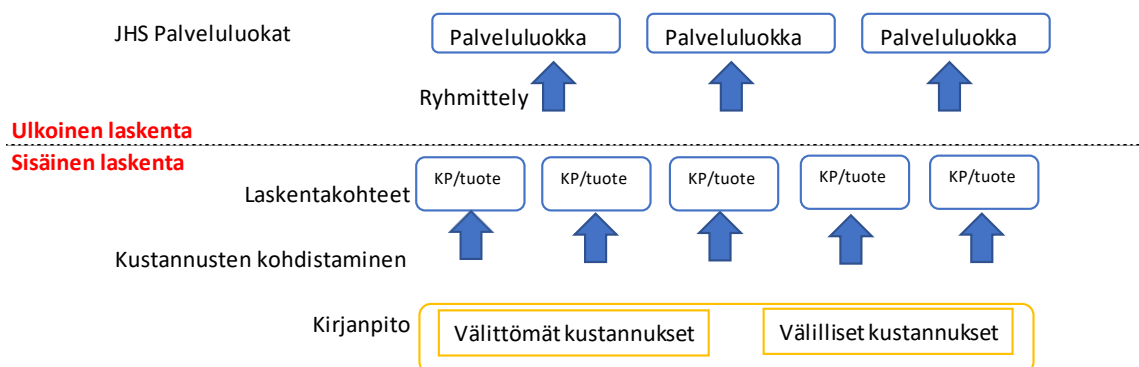 JHS Palveluluokat
Palveluluokka
Palveluluokka
Palveluluokka
Ryhmittely
Ulkoinen laskenta
Sisäinen laskenta
Laskentakohteet
KP/tuote
KP/tuote
KP/tuote
KP/tuote
KP/tuote
Kustannusten kohdistaminen
Kirjanpito
Välittömät kustannukset
Välilliset kustannukset